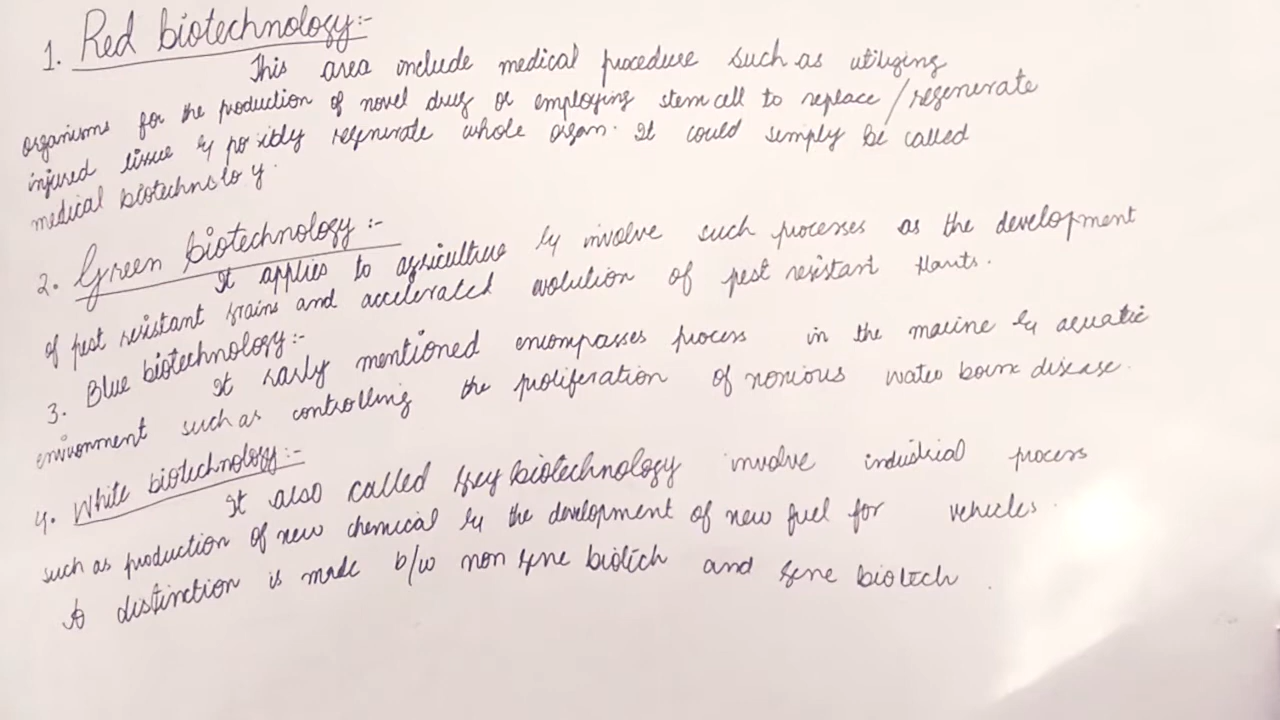 1. Red biotechnology:-
This area include medical procedure such as utilizing
organisms for the production of novel drug or employing stem cell to replace/regenerate
injured tissue & possibly regenerate whole organ. It could simply be called
medical biotechnology.
2. Green biotechnology:-
It applies to agriculture & involve such processes as the development
of pest resistant grains and accelerated evolution of pest resistant plants.
3. Blue biotechnology:-
It rarly mentioned encompasses process in the marine & aquatic
environment such as controlling the proliferation of noxious water borne disease.
4. White biotechnology:-
It also called grey biotechnology involve industrial process
such as production of new chemical & the development of new fuel for vehicles.
A distinction is made b/w non gene biotech and gene biotech.